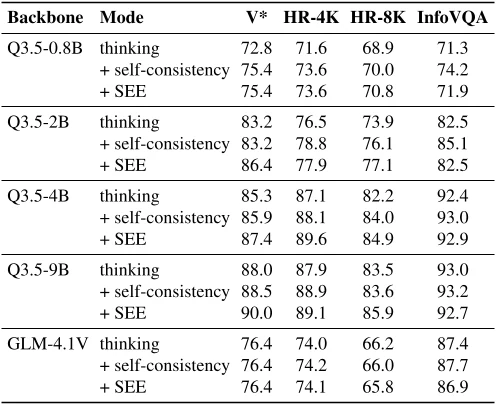 Backbone Mode V* HR-4K HR-8K InfoVQA
Q3.5-0.8B thinking 72.8 71.6 68.9 71.3
+ self-consistency 75.4 73.6 70.0 74.2
+ SEE 75.4 73.6 70.8 71.9
Q3.5-2B thinking 83.2 76.5 73.9 82.5
+ self-consistency 83.2 78.8 76.1 85.1
+ SEE 86.4 77.9 77.1 82.5
Q3.5-4B thinking 85.3 87.1 82.2 92.4
+ self-consistency 85.9 88.1 84.0 93.0
+ SEE 87.4 89.6 84.9 92.9
Q3.5-9B thinking 88.0 87.9 83.5 93.0
+ self-consistency 88.5 88.9 83.6 93.2
+ SEE 90.0 89.1 85.9 92.7
GLM-4.1V thinking 76.4 74.0 66.2 87.4
+ self-consistency 76.4 74.2 66.0 87.7
+ SEE 76.4 74.1 65.8 86.9